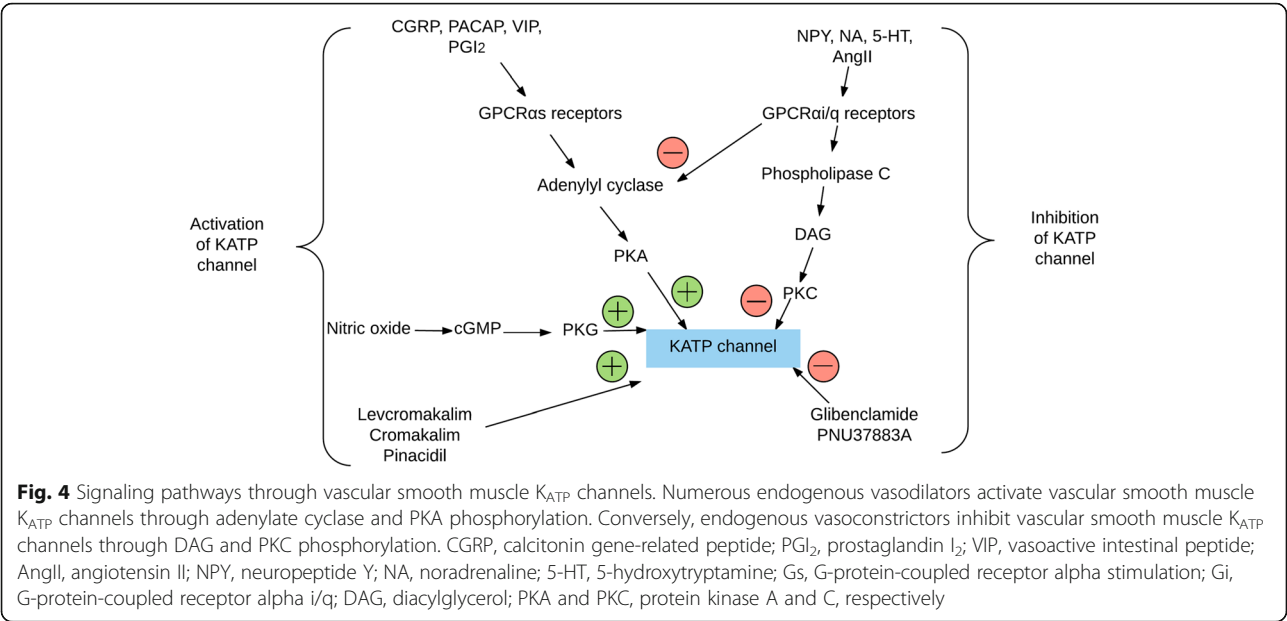 CGRP, PACAP, VIP,
PGI2
NPY, NA, 5-HT,
AngII
GPCRαs receptors
GPCRαi/q receptors
Adenylyl cyclase
Phospholipase C
Activation
of KATP
channel
Inhibition
of KATP
channel
DAG
PKA
PKC
Nitric oxide
cGMP
PKG
KATP channel
Levcromakalim
Cromakalim
Pinacidil
Glibenclamide
PNU37883A
Fig. 4 Signaling pathways through vascular smooth muscle KATP channels. Numerous endogenous vasodilators activate vascular smooth muscle
KATP channels through adenylate cyclase and PKA phosphorylation. Conversely, endogenous vasoconstrictors inhibit vascular smooth muscle KATP
channels through DAG and PKC phosphorylation. CGRP, calcitonin gene-related peptide; PGI2, prostaglandin I2; VIP, vasoactive intestinal peptide;
AngII, angiotensin II; NPY, neuropeptide Y; NA, noradrenaline; 5-HT, 5-hydroxytryptamine; Gs, G-protein-coupled receptor alpha stimulation; Gi,
G-protein-coupled receptor alpha i/q; DAG, diacylglycerol; PKA and PKC, protein kinase A and C, respectively